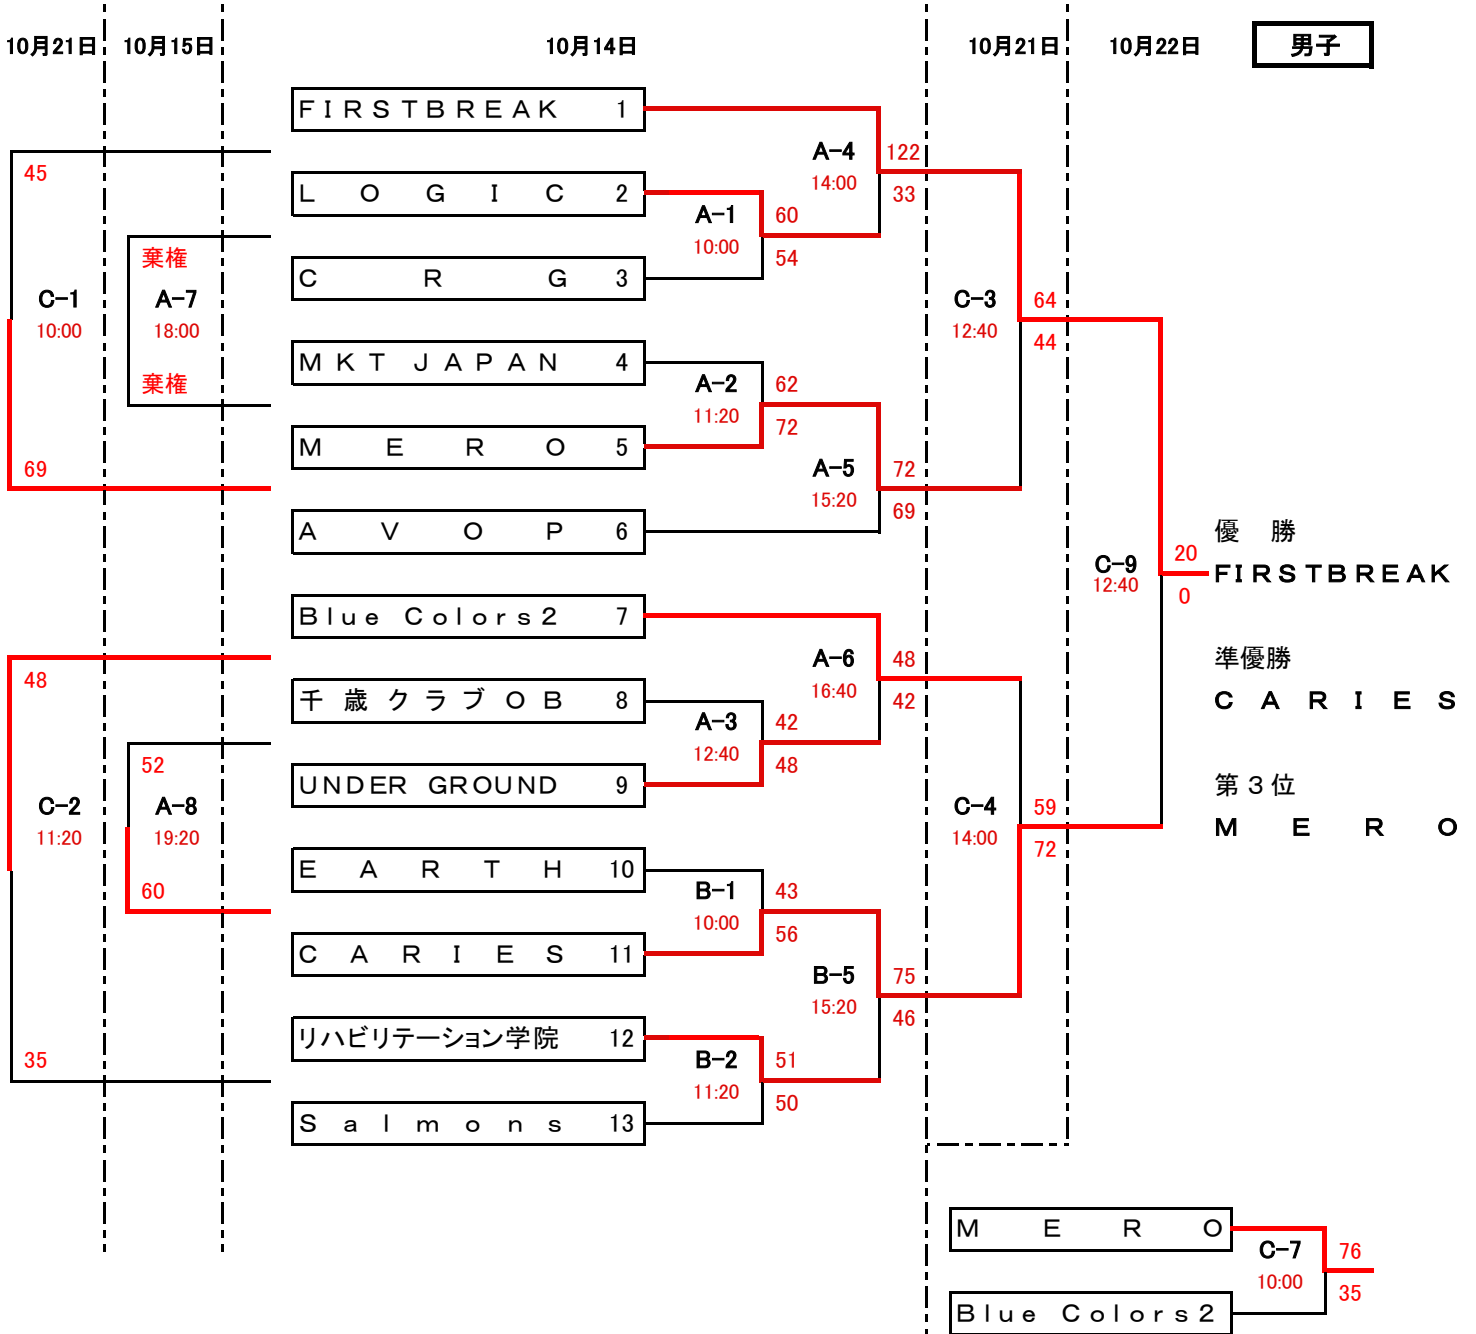 10月21日 10月15日 10月14日 10月21日 10月22日 男子
FIRSTBREAK 1
A-4 122
45
14:00 33
LOGIC 2
A-1 60
10:00 54
棄権
CRG 3
C-1 A-7 C-3 64
10:00 18:00 12:40 44
MKT JAPAN 4
A-2 62
棄権
11:20 72
MERO 5
69
A-5 72
15:20 69
AVOP 6
優 勝
C-9 20
12:40 0
FIRSTBREAK
Blue Colors2 7
A-6 48
準優勝
48
16:40 42
千歳クラブOB 8
CARIES
A-3 42
12:40 48
52
UNDER GROUND 9
第3位
C-2 A-8 C-4 59
11:20 19:20 14:00 72
MERO
EARTH 10
60
B-1 43
10:00 56
CARIES 11
B-5 75
15:20 46
リハビリテーション学院 12
35
B-2 51
11:20 50
Salmons 13
MERO
C-7 76
10:00 35
Blue Colors2